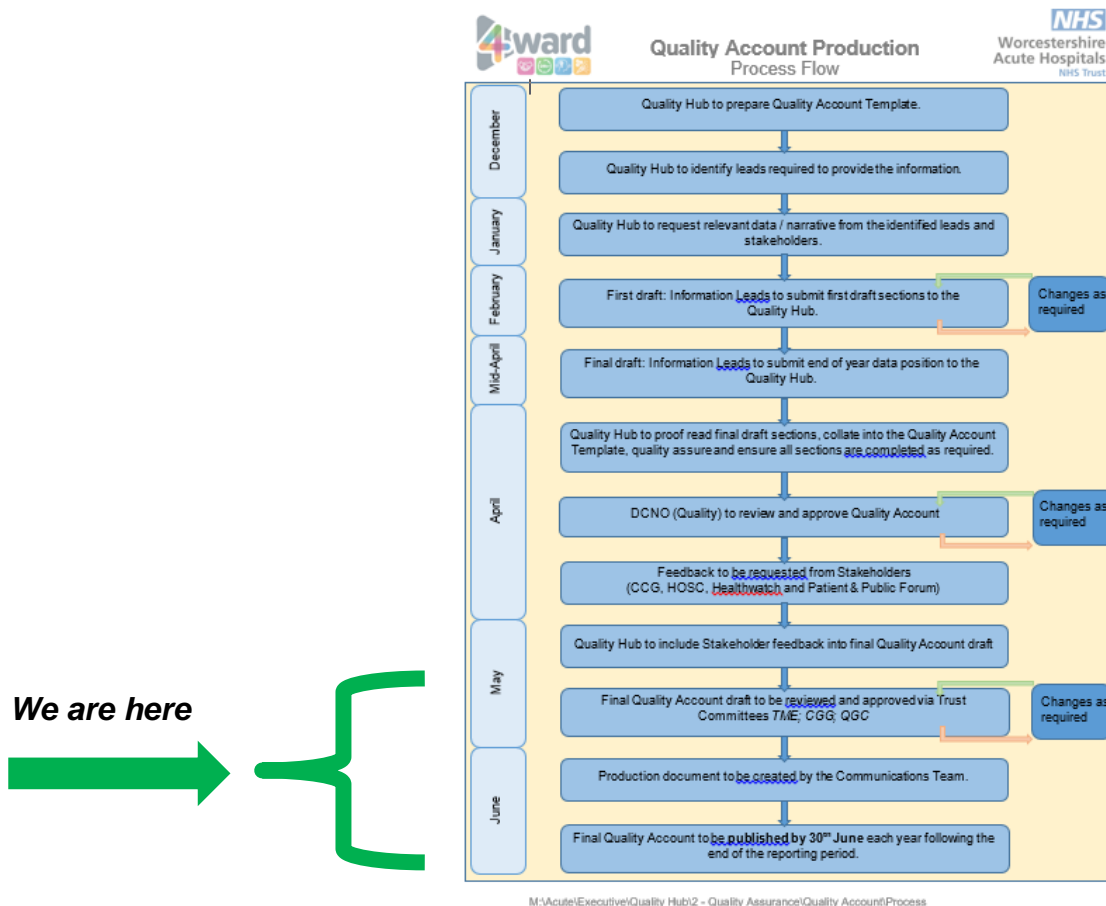 4ward
Quality Account Production
Process Flow
NHS
Worcestershire
Acute Hospitals
NHS Trust
December
Quality Hub to prepare Quality Account Template.
Quality Hub to identify leads required to provide the information.
January
Quality Hub to request relevant data / narrative from the identified leads and
stakeholders.
February
First draft: Information Leads to submit first draft sections to the
Quality Hub.
Changes as
required
Mid-April
Final draft: Information Leads to submit end of year data position to the
Quality Hub.
April
Quality Hub to proof read final draft sections, collate into the Quality Account
Template, quality assure and ensure all sections are completed as required.
DCNO (Quality) to review and approve Quality Account
Changes as
required
Feedback to be requested from Stakeholders
(CCG, HOSC, Healthwatch and Patient & Public Forum)
May
Quality Hub to include Stakeholder feedback into final Quality Account draft
We are here
Final Quality Account draft to be reviewed and approved via Trust
Committees TME; CGG; QGC
Changes as
required
June
Production document to be created by the Communications Team.
Final Quality Account to be published by 30th June each year following the
end of the reporting period.
M:\Acute\Executive\Quality Hub\2 - Quality Assurance\Quality Account\Process